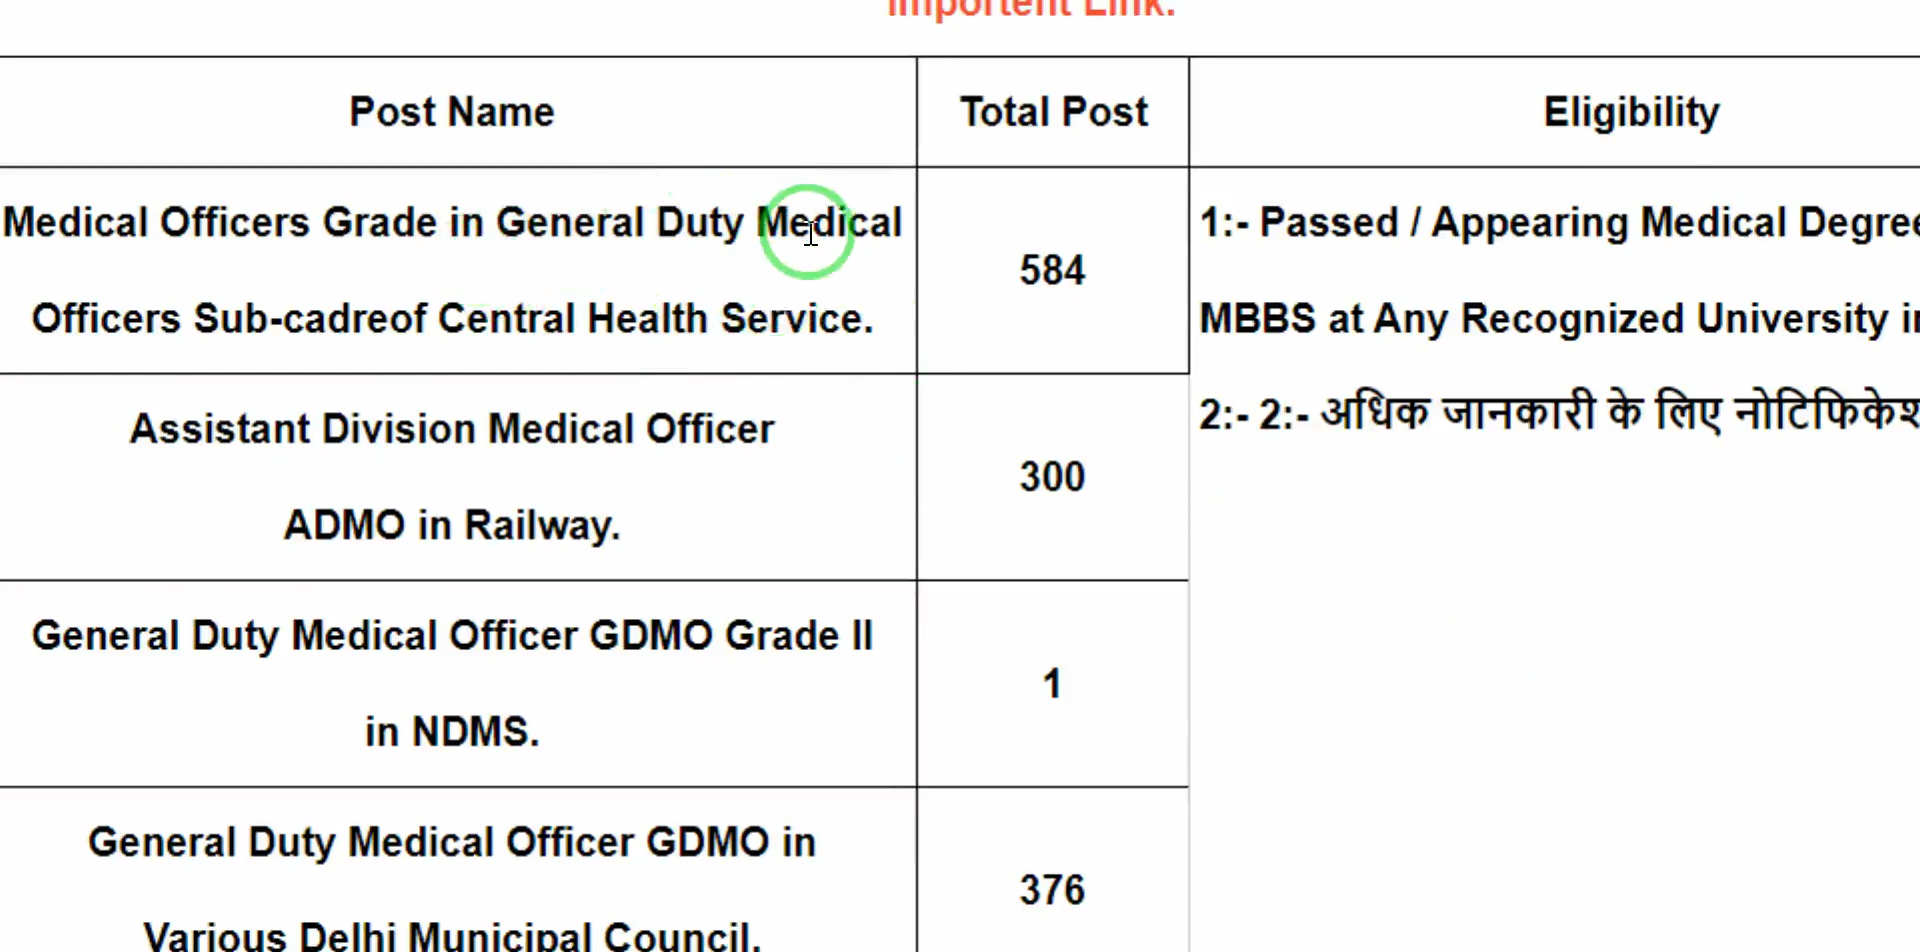 Importent Link.
Post Name
Total Post
Eligibility
Medical Officers Grade in General Duty Medical
Officers Sub-cadreof Central Health Service.
584
1:- Passed / Appearing Medical Degree
MBBS at Any Recognized University in
2:- 2:- अधिक जानकारी के लिए
Assistant Division Medical Officer
ADMO in Railway.
300
General Duty Medical Officer GDMO Grade II
in NDMS.
1
General Duty Medical Officer GDMO in
Various Delhi Municipal Council.
376